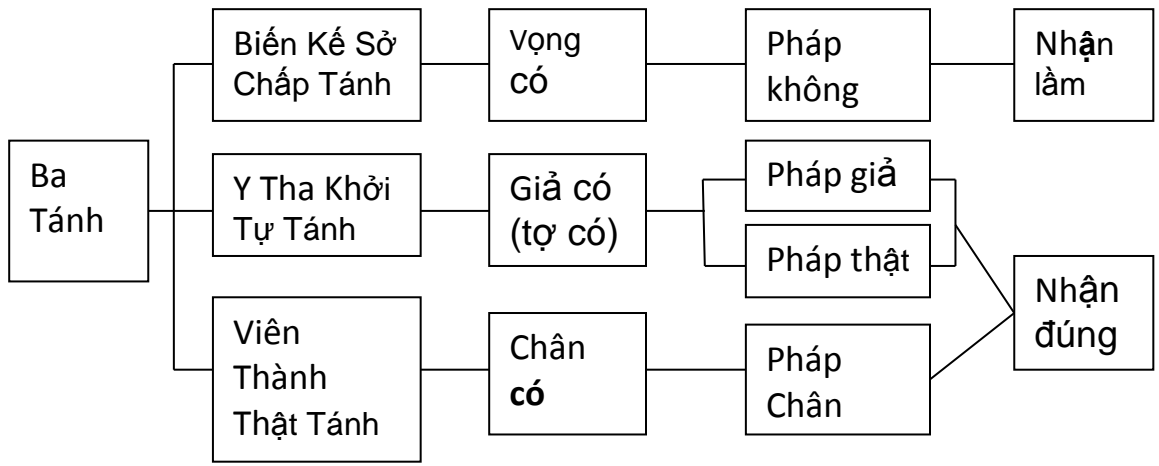 Biến Kế Sở
Chấp Tánh
Vọng
có
Pháp
không
Nhận
lầm
Ba
Tánh
Y Tha Khởi
Tự Tánh
Giả có
(tợ có)
Pháp giả
Pháp thật
Nhận
đúng
Viên
Thành
Thật Tánh
Chân
có
Pháp
Chân